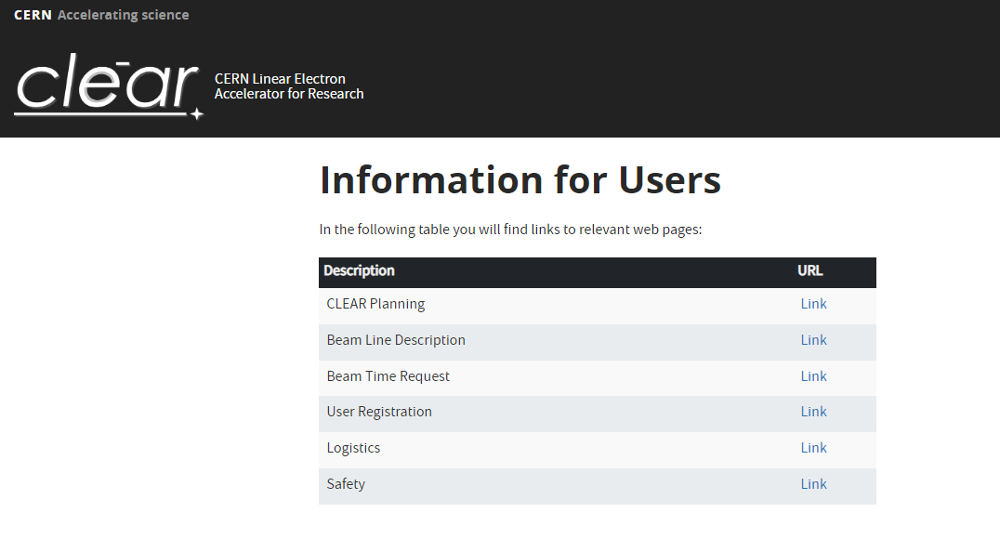 CERN Accelerating science
clear
CERN Linear Electron
Accelerator for Research
Information for Users
In the following table you will find links to relevant web pages:
Description URL
CLEAR Planning Link
Beam Line Description Link
Beam Time Request Link
User Registration Link
Logistics Link
Safety Link